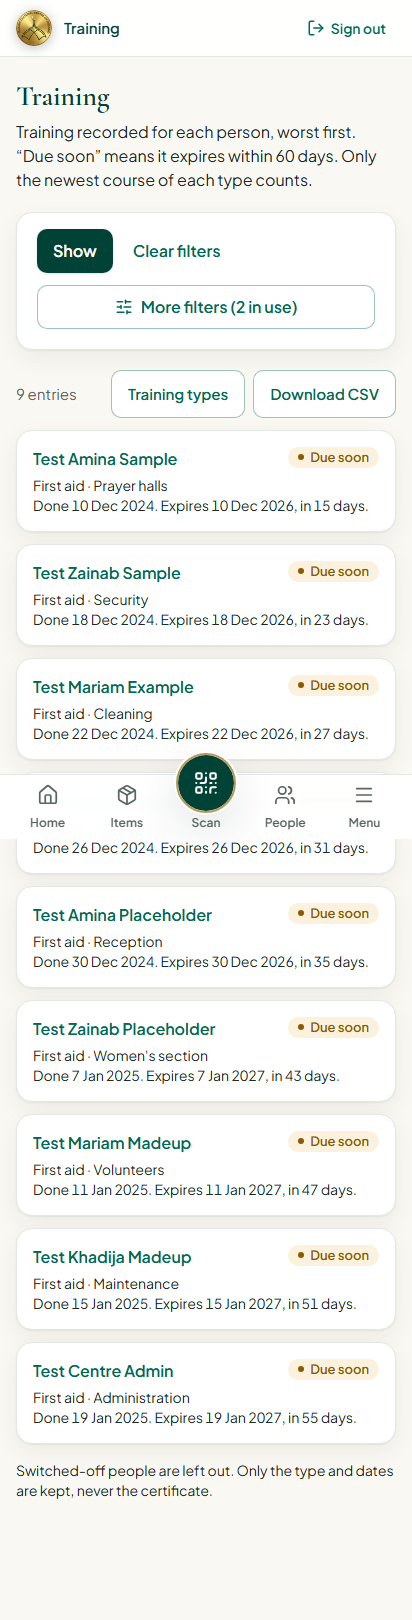 Training
Sign out
Training
Training recorded for each person, worst first.
“Due soon” means it expires within 60 days. Only
the newest course of each type counts.
Show
Clear filters
More filters (2 in use)
9 entries
Training types
Download CSV
Test Amina Sample
Due soon
First aid · Prayer halls
Done 10 Dec 2024. Expires 10 Dec 2026, in 15 days.
Test Zainab Sample
Due soon
First aid · Security
Done 18 Dec 2024. Expires 18 Dec 2026, in 23 days.
Test Mariam Example
Due soon
First aid · Cleaning
Done 22 Dec 2024. Expires 22 Dec 2026, in 27 days.
Home
Items
Scan
People
Menu
Done 26 Dec 2024. Expires 26 Dec 2026, in 31 days.
Test Amina Placeholder
Due soon
First aid · Reception
Done 30 Dec 2024. Expires 30 Dec 2026, in 35 days.
Test Zainab Placeholder
Due soon
First aid · Women's section
Done 7 Jan 2025. Expires 7 Jan 2027, in 43 days.
Test Mariam Madeup
Due soon
First aid · Volunteers
Done 11 Jan 2025. Expires 11 Jan 2027, in 47 days.
Test Khadija Madeup
Due soon
First aid · Maintenance
Done 15 Jan 2025. Expires 15 Jan 2027, in 51 days.
Test Centre Admin
Due soon
First aid · Administration
Done 19 Jan 2025. Expires 19 Jan 2027, in 55 days.
Switched-off people are left out. Only the type and dates
are kept, never the certificate.